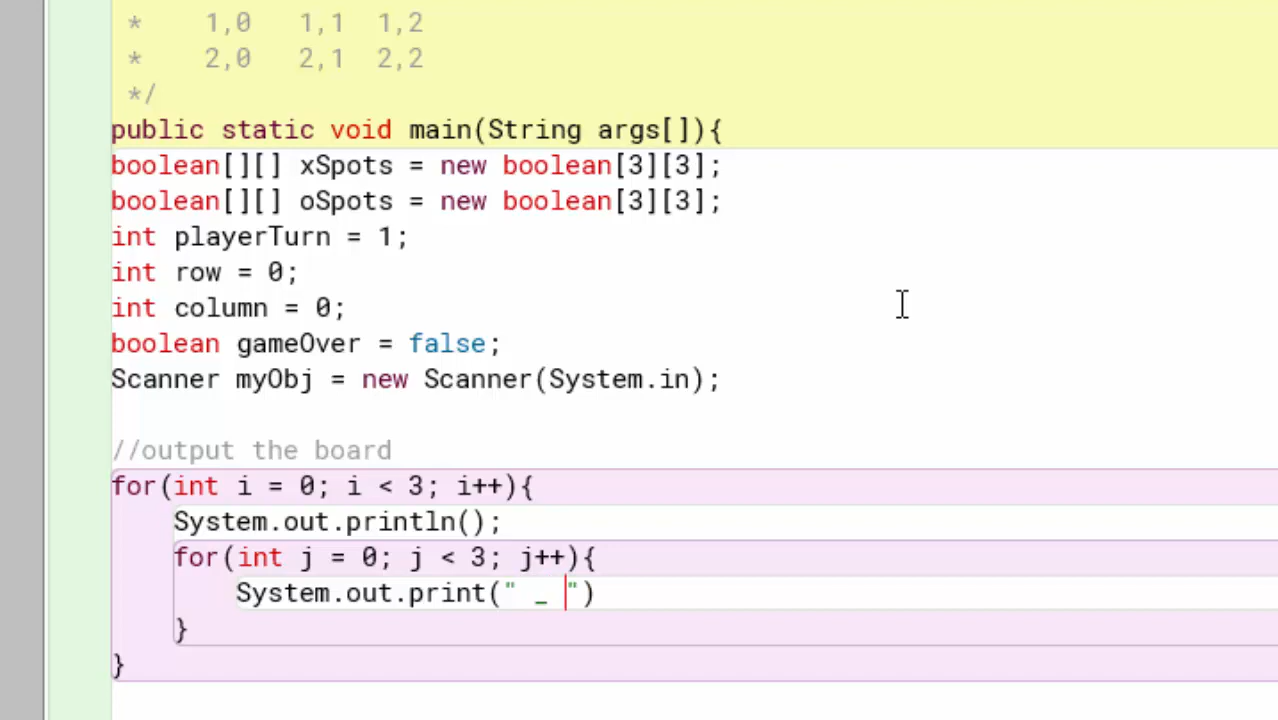 *    1,0   1,1  1,2
 *    2,0   2,1  2,2
 */
public static void main(String args[]){
boolean[][] xSpots = new boolean[3][3];
boolean[][] oSpots = new boolean[3][3];
int playerTurn = 1;
int row = 0;
int column = 0;
boolean gameOver = false;
Scanner myObj = new Scanner(System.in);

//output the board
for(int i = 0; i < 3; i++){
    System.out.println();
    for(int j = 0; j < 3; j++){
        System.out.print(" _ ")
    }
}